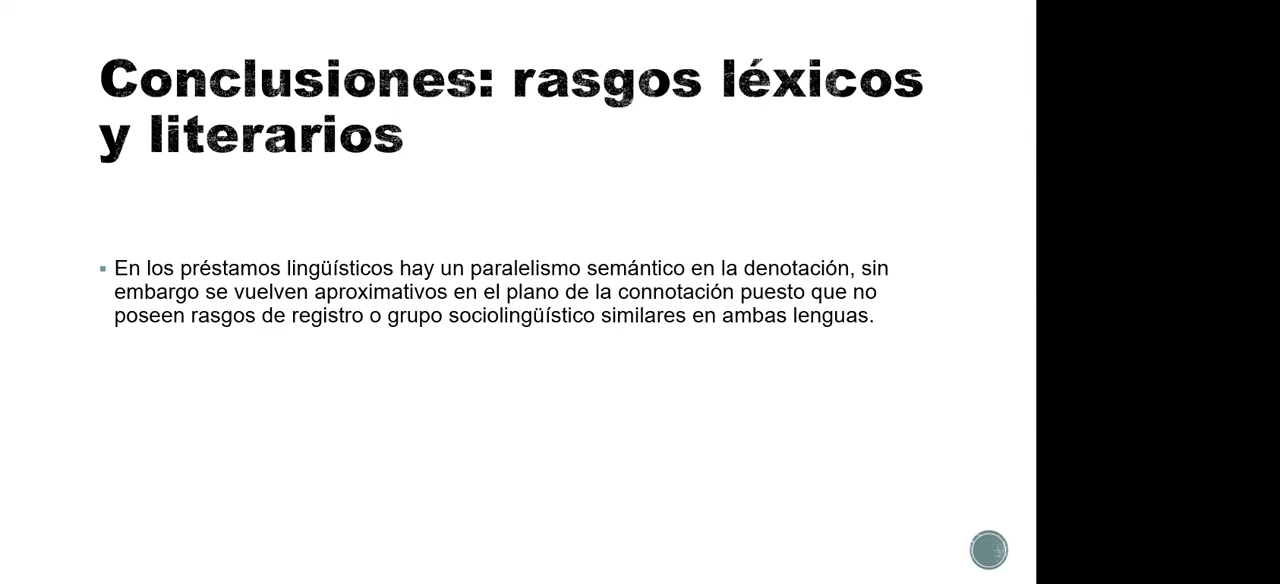 Conclusiones: rasgos léxicos
y literarios
▪ En los préstamos lingüísticos hay un paralelismo semántico en la denotación, sin
embargo se vuelven aproximativos en el plano de la connotación puesto que no
poseen rasgos de registro o grupo sociolingüístico similares en ambas lenguas.